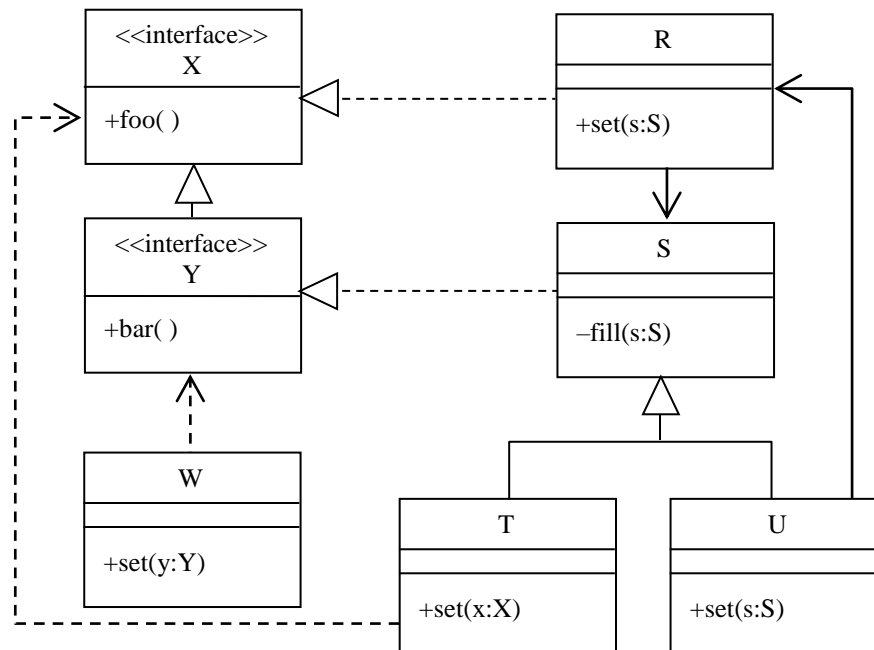 <<interface>>
X
+foo( )
R
+set(s:S)
<<interface>>
Y
+bar( )
S
–fill(s:S)
W
+set(y:Y)
T
+set(x:X)
U
+set(s:S)